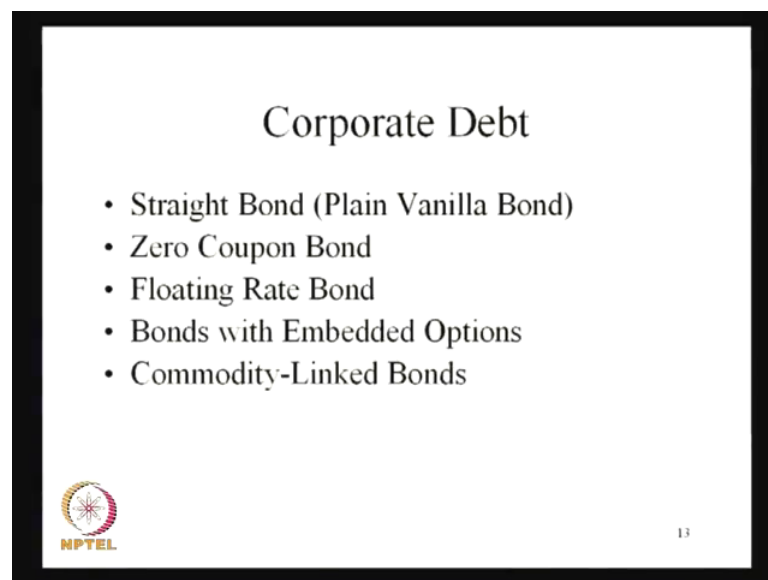 Corporate Debt
• Straight Bond (Plain Vanilla Bond)
• Zero Coupon Bond
• Floating Rate Bond
• Bonds with Embedded Options
• Commodity-Linked Bonds
NPTEL
13